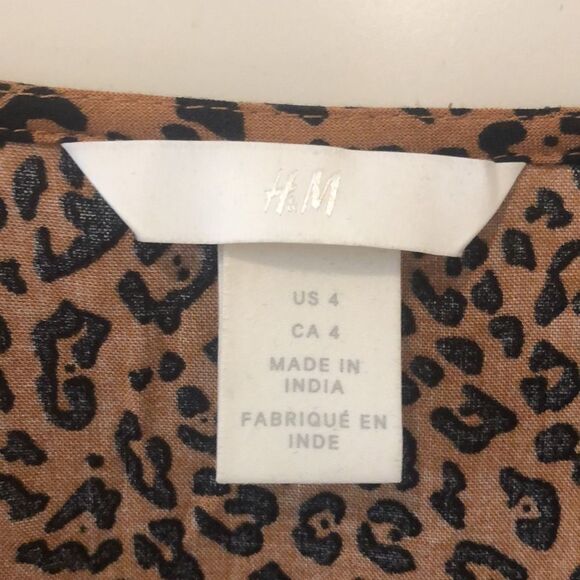 H&M
US 4
CA 4
MADE IN
INDIA
FABRIQUÉ EN
INDE